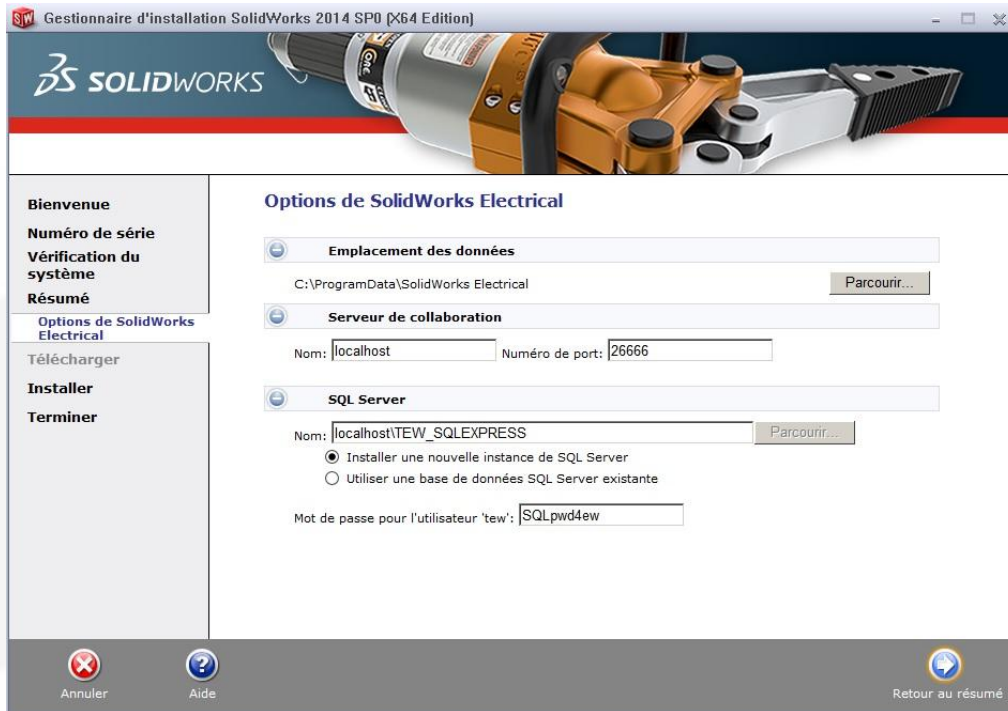 Gestionnaire d'installation SolidWorks 2014 SP0 (X64 Edition)
SOLIDWORKS
Bienvenue
Numéro de série
Vérification du
système
Résumé
Options de SolidWorks
Electrical
Télécharger
Installer
Terminer
Options de SolidWorks Electrical
Emplacement des données
C:\ProgramData\SolidWorks Electrical Parcourir...
Serveur de collaboration
Nom: localhost Numéro de port: 26666
SQL Server
Nom: localhost\TEW_SQLEXPRESS Parcourir...
Installer une nouvelle instance de SQL Server
Utiliser une base de données SQL Server existante
Mot de passe pour l'utilisateur 'tew': SQLpwd4ew
Annuler Aide Retour au résumé